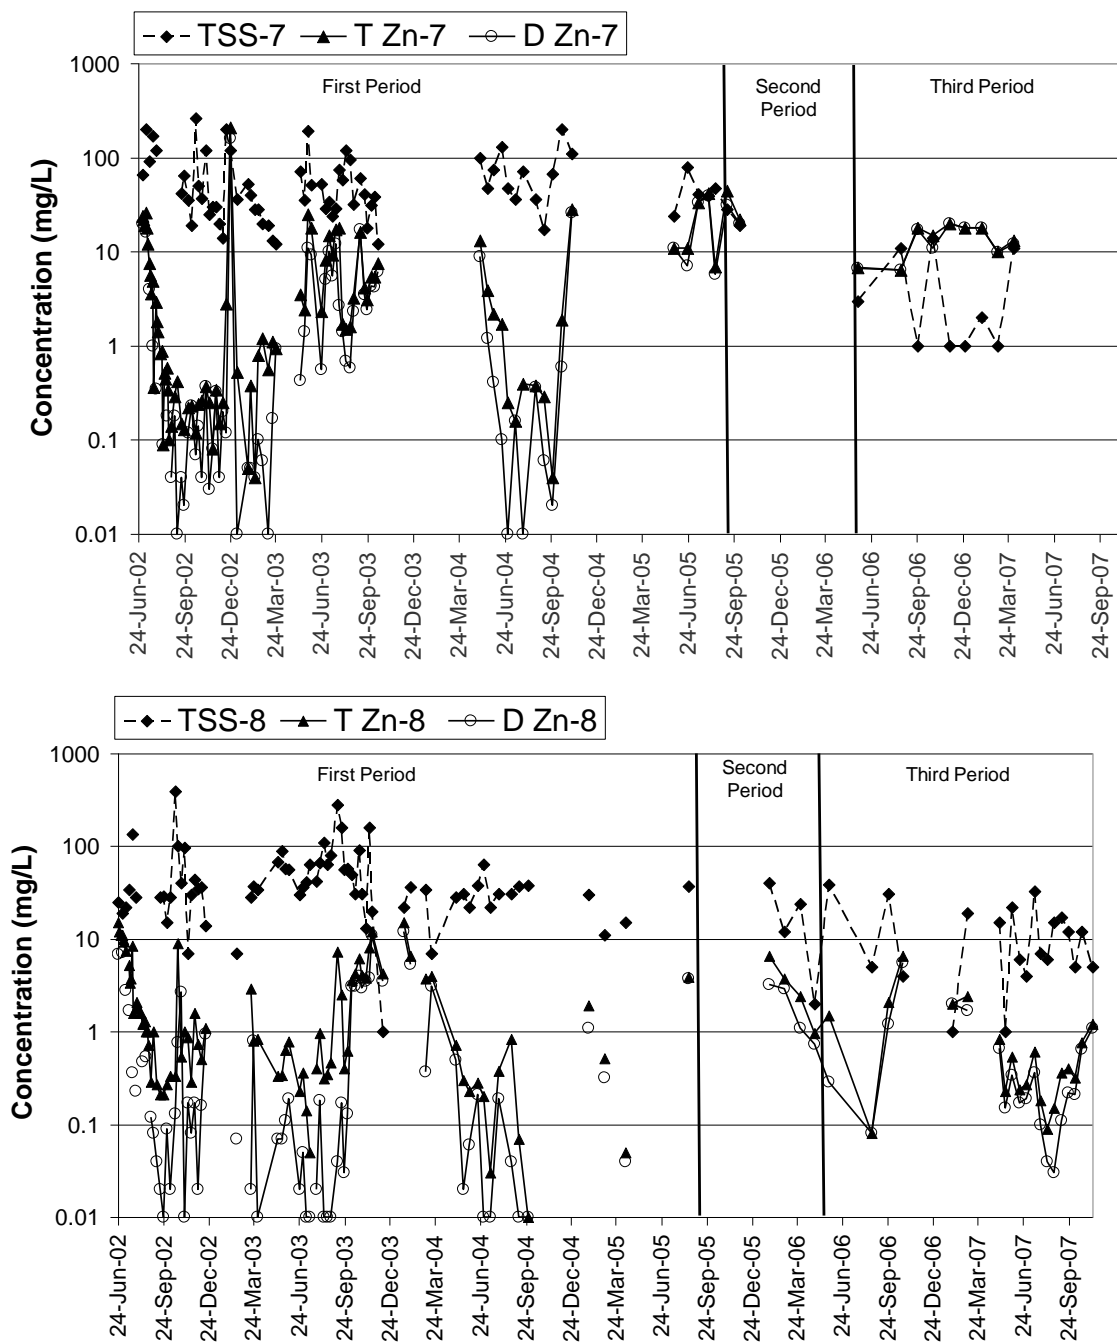 TSS-7 T Zn-7 D Zn-7
1000
100
10
1
0.1
0.01
Concentration (mg/L)
First Period
Second
Period
Third Period
24-Jun-02
24-Sep-02
24-Dec-02
24-Mar-03
24-Jun-03
24-Sep-03
24-Mar-04
24-Jun-04
24-Sep-04
24-Dec-04
24-Mar-05
24-Jun-05
24-Sep-05
24-Dec-05
24-Mar-06
24-Jun-06
24-Sep-06
24-Dec-06
24-Mar-07
24-Jun-07
24-Sep-07
TSS-8 T Zn-8 D Zn-8
1000
100
10
1
0.1
0.01
Concentration (mg/L)
First Period
Second
Period
Third Period
24-Jun-02
24-Sep-02
24-Dec-02
24-Mar-03
24-Jun-03
24-Sep-03
24-Dec-03
24-Mar-04
24-Jun-04
24-Sep-04
24-Dec-04
24-Mar-05
24-Jun-05
24-Sep-05
24-Dec-05
24-Mar-06
24-Jun-06
24-Sep-06
24-Dec-06
24-Mar-07
24-Jun-07
24-Sep-07